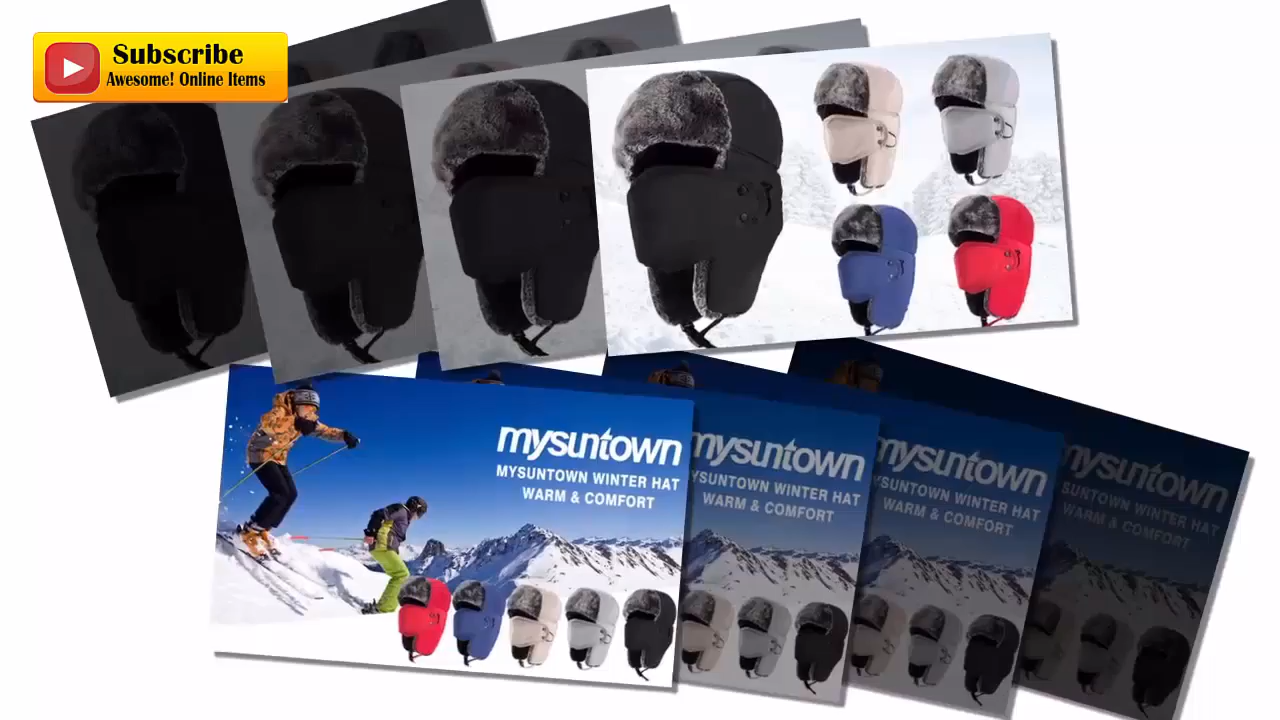 Subscribe
Awesome! Online Items
mysuntown
MYSUNTOWN WINTER HAT
WARM & COMFORT
mysuntown
MYSUNTOWN WINTER HAT
WARM & COMFORT
mysuntown
MYSUNTOWN WINTER HAT
WARM & COMFORT
mysuntown
SUNTOWN WINTER HAT
WARM & COMFORT